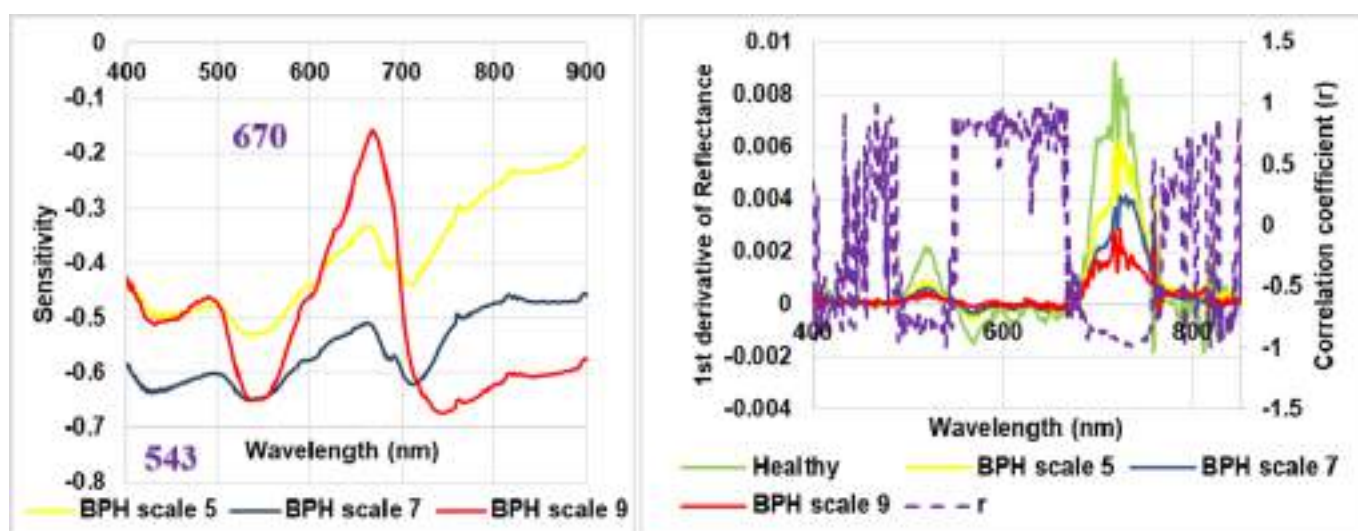 0
400 500 600 700 800 900
-0.1
670
-0.2
-0.3
Sensitivity
-0.4
-0.5
-0.6
-0.7
Wavelength (nm)
543
-0.8
BPH scale 5 BPH scale 7 BPH scale 9
0.01 1.5
0.008 1
0.006 0.5
0.004 0
0.002 -0.5
0
400 600 800
-0.002 -1
-0.004 -1.5
1st derivative of Reflectance
Correlation coefficient (r)
Wavelength (nm)
Healthy BPH scale 5 BPH scale 7
BPH scale 9 r